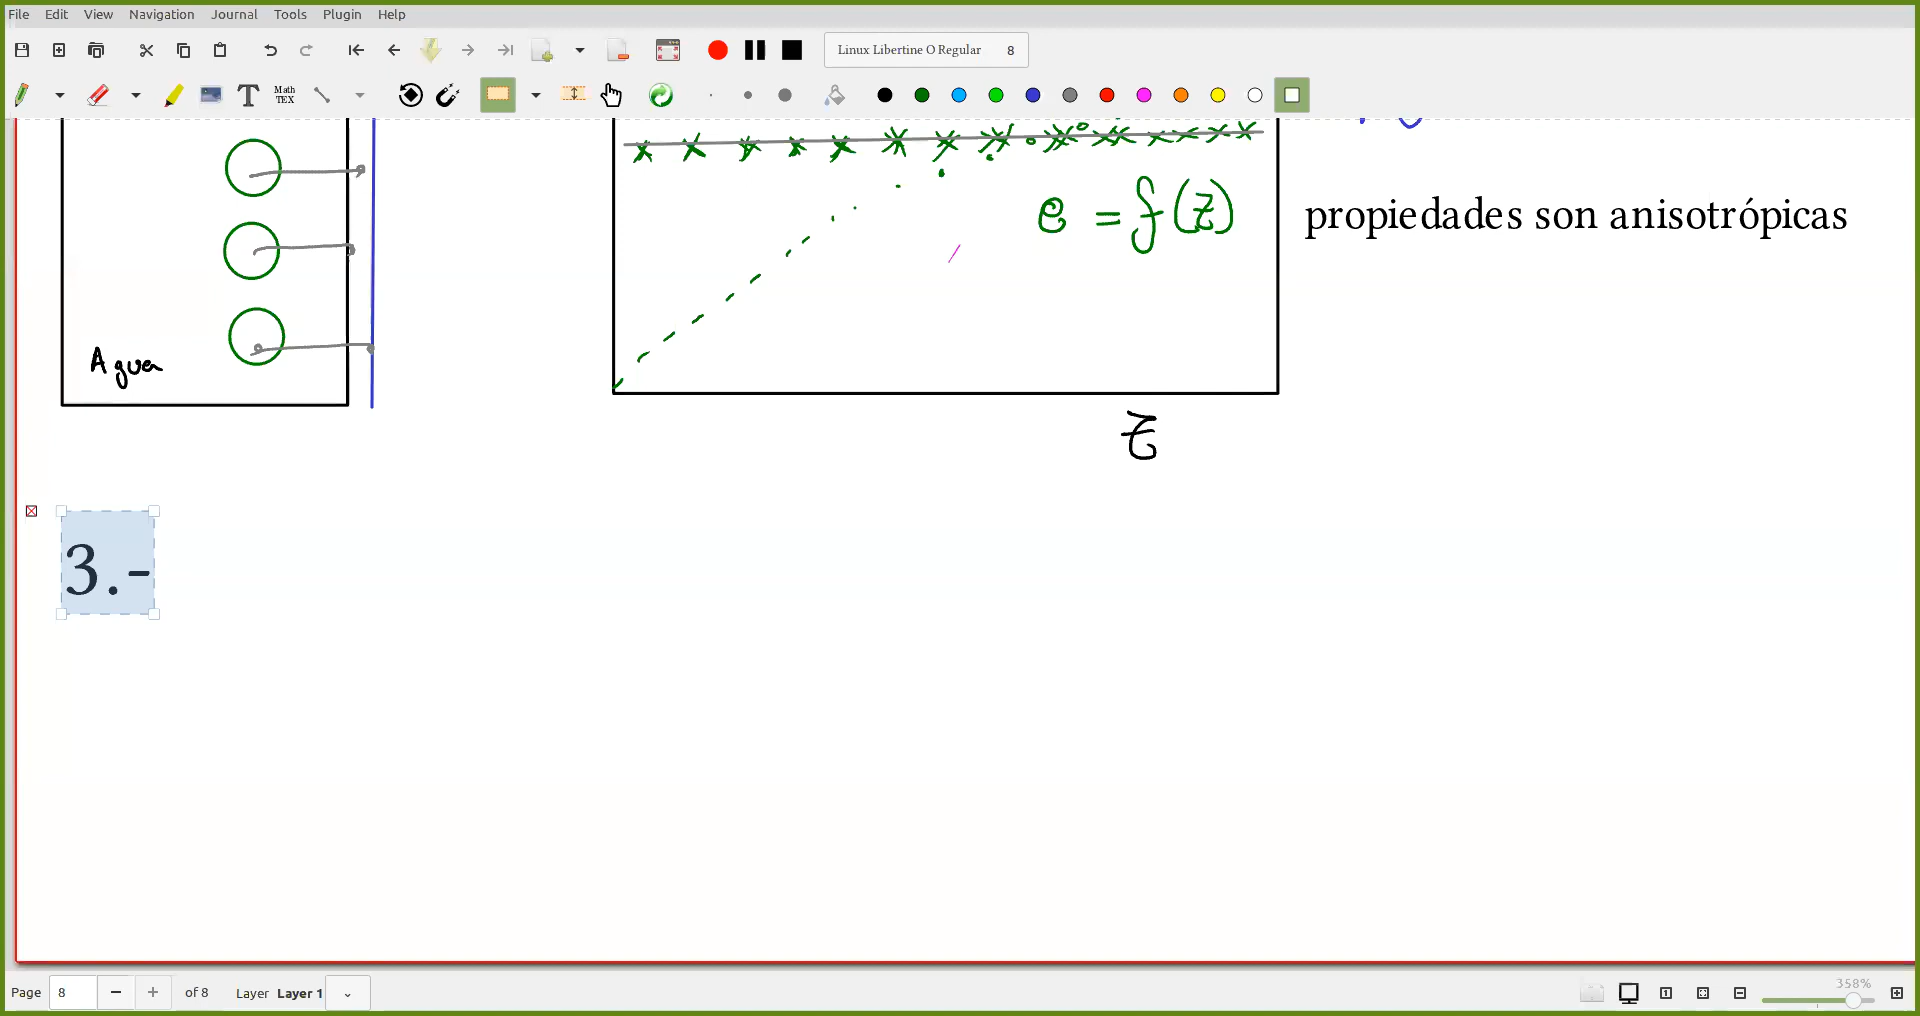 File Edit View Navigation Journal Tools Plugin Help
Linux Libertine O Regular 8
T Math TEX
e = f(z)
propiedades son anisotrópicas
Agua
z
3.-
Page 8 of 8 Layer Layer 1 358%